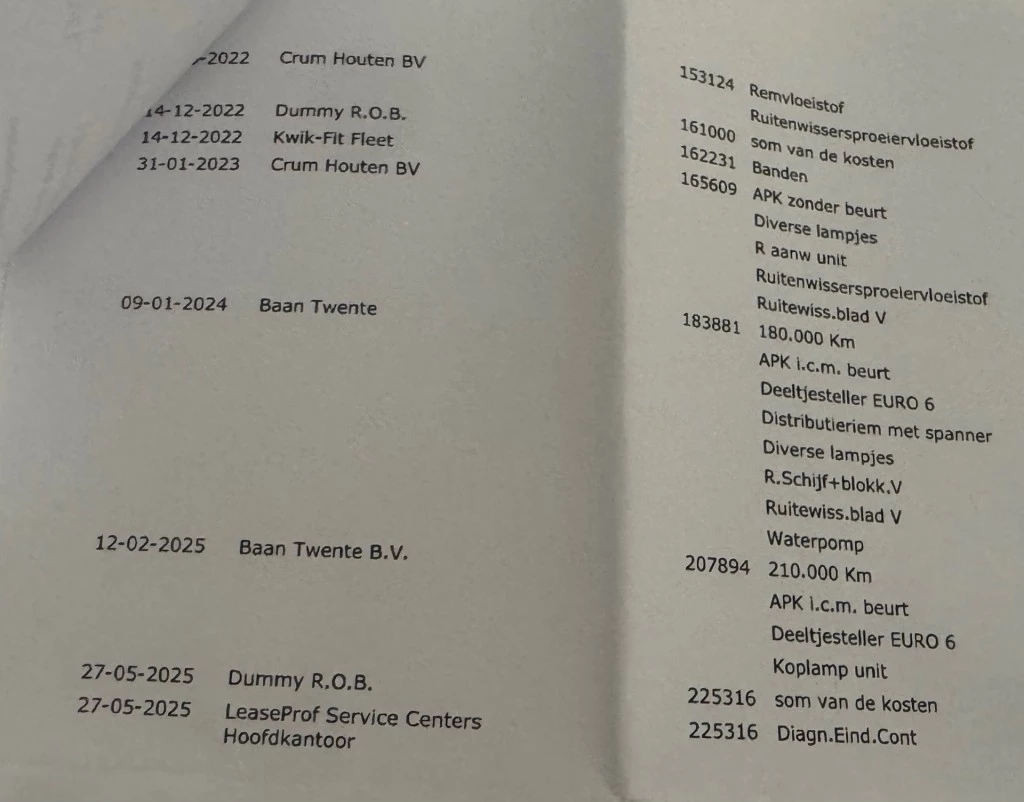 -2022 Crum Houten BV 153124 Remvloeistof
Ruitenwissersproeiervloeistof
14-12-2022 Dummy R.O.B. 161000 som van de kosten
14-12-2022 Kwik-Fit Fleet 162231 Banden
31-01-2023 Crum Houten BV 165609 APK zonder beurt
Diverse lampjes
R aanw unit
Ruitenwissersproeiervloeistof
Ruitewiss.blad V
09-01-2024 Baan Twente 183881 180.000 Km
APK i.c.m. beurt
Deeltjesteller EURO 6
Distributieriem met spanner
Diverse lampjes
R.Schijf+blokk.V
Ruitewiss.blad V
Waterpomp
12-02-2025 Baan Twente B.V. 207894 210.000 Km
APK i.c.m. beurt
Deeltjesteller EURO 6
Koplamp unit
27-05-2025 Dummy R.O.B. 225316 som van de kosten
27-05-2025 LeaseProf Service Centers 225316 Diagn.Eind.Cont
Hoofdkantoor